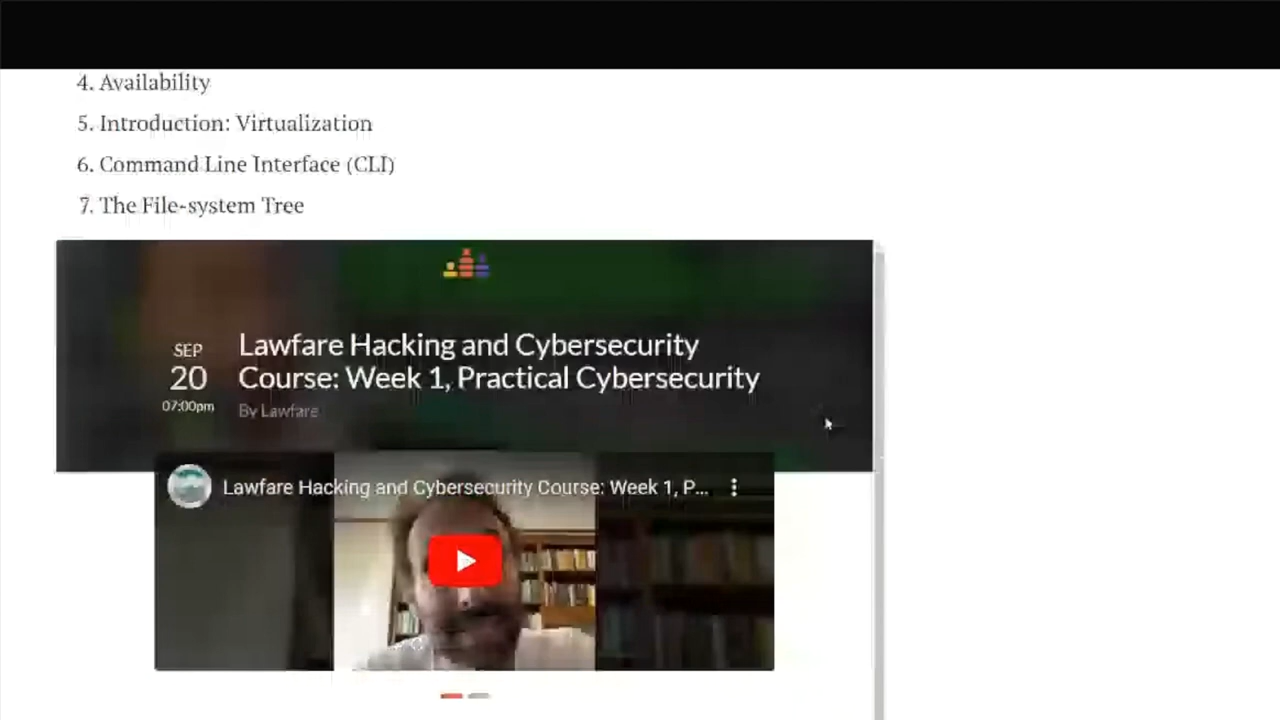 4. Availability
5. Introduction: Virtualization
6. Command Line Interface (CLI)
7. The File-system Tree
SEP
20
07:00pm
Lawfare Hacking and Cybersecurity
Course: Week 1, Practical Cybersecurity
By Lawfare
Lawfare Hacking and Cybersecurity Course: Week 1, P...